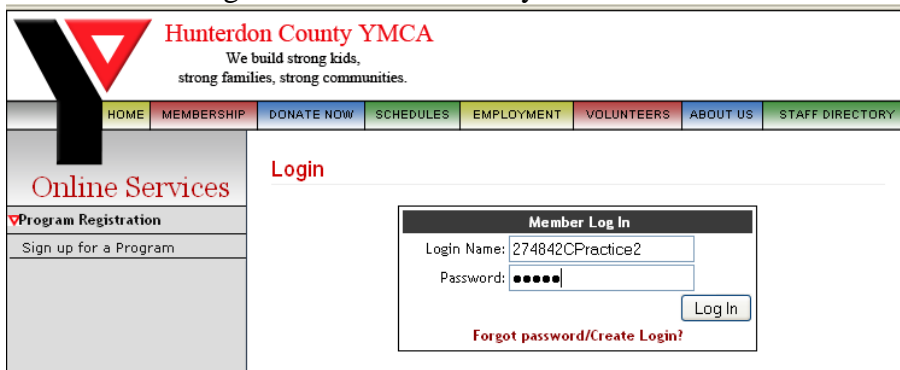 Hunterdon County YMCA
We build strong kids,
strong families, strong communities.
HOME MEMBERSHIP DONATE NOW SCHEDULES EMPLOYMENT VOLUNTEERS ABOUT US STAFF DIRECTORY
Online Services
Program Registration
Sign up for a Program
Login
Member Log In
Login Name: 274842CPractice2
Password: ●●●●●
Log In
Forgot password/Create Login?